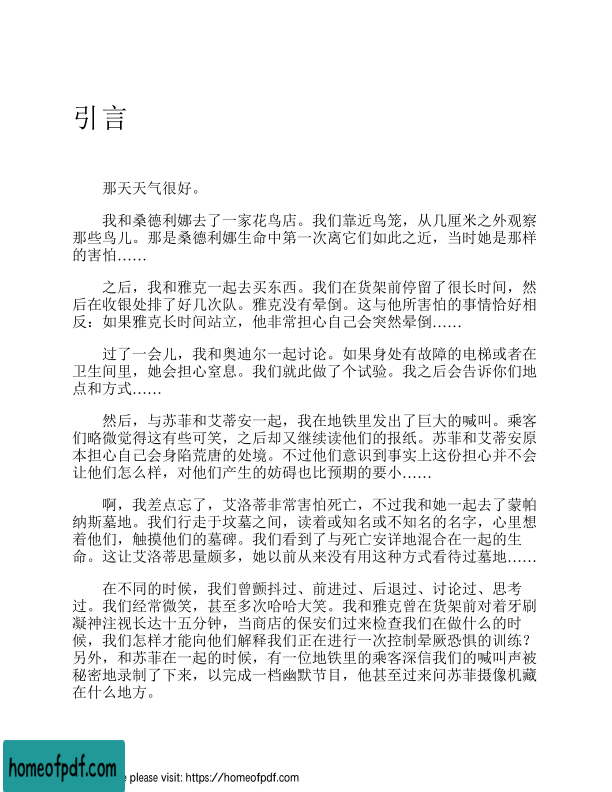 引言
那天天气很好。
我和桑德利娜去了一家花鸟店。我们靠近鸟笼，从几厘米之外观察
那些鸟儿。那是桑德利娜生命中第一次离它们如此之近，当时她是那样
的害怕……
之后，我和雅克一起去买东西。我们在货架前停留了很长时间，然
后在收银处排了好几次队。雅克没有晕倒。这与他所害怕的事情恰好相
反：如果雅克长时间站立，他非常担心自己会突然晕倒……
过了一会儿，我和奥迪尔一起讨论。如果身处有故障的电梯或者在
卫生间里，她会担心窒息。我们就此做了个试验。我之后会告诉你们地
点和方式……
然后，与苏菲和艾蒂安一起，我在地铁里发出了巨大的喊叫。乘客
们略微觉得这有些可笑，之后却又继续读他们的报纸。苏菲和艾蒂安原
本担心自己会身陷荒唐的处境。不过他们意识到事实上这份担心并不会
让他们怎么样，对他们产生的妨碍也比预期的要小……
啊，我差点忘了，艾洛蒂非常害怕死亡，不过我和她一起去了蒙帕
纳斯墓地。我们行走于坟墓之间，读着或知名或不知名的名字，心里想
着他们，触摸他们的墓碑。我们看到了与死亡安详地混合在一起的生
命。这让艾洛蒂思量颇多，她以前从来没有用这种方式看待过墓地……
在不同的时候，我们曾颤抖过、前进过、后退过、讨论过、思考
过。我们经常微笑，甚至多次哈哈大笑。我和雅克曾在货架前对着牙刷
凝神注视长达十五分钟，当商店的保安们过来检查我们在做什么的时
候，我们怎样才能向他们解释我们正在进行一次控制晕厥恐惧的训练？
另外，和苏菲在一起的时候，有一位地铁里的乘客深信我们的喊叫声被
秘密地录制了下来，以完成一档幽默节目，他甚至过来问苏菲摄像机藏
在什么地方。
homeofpdf.com
e please visit: https://homeofpdf.com